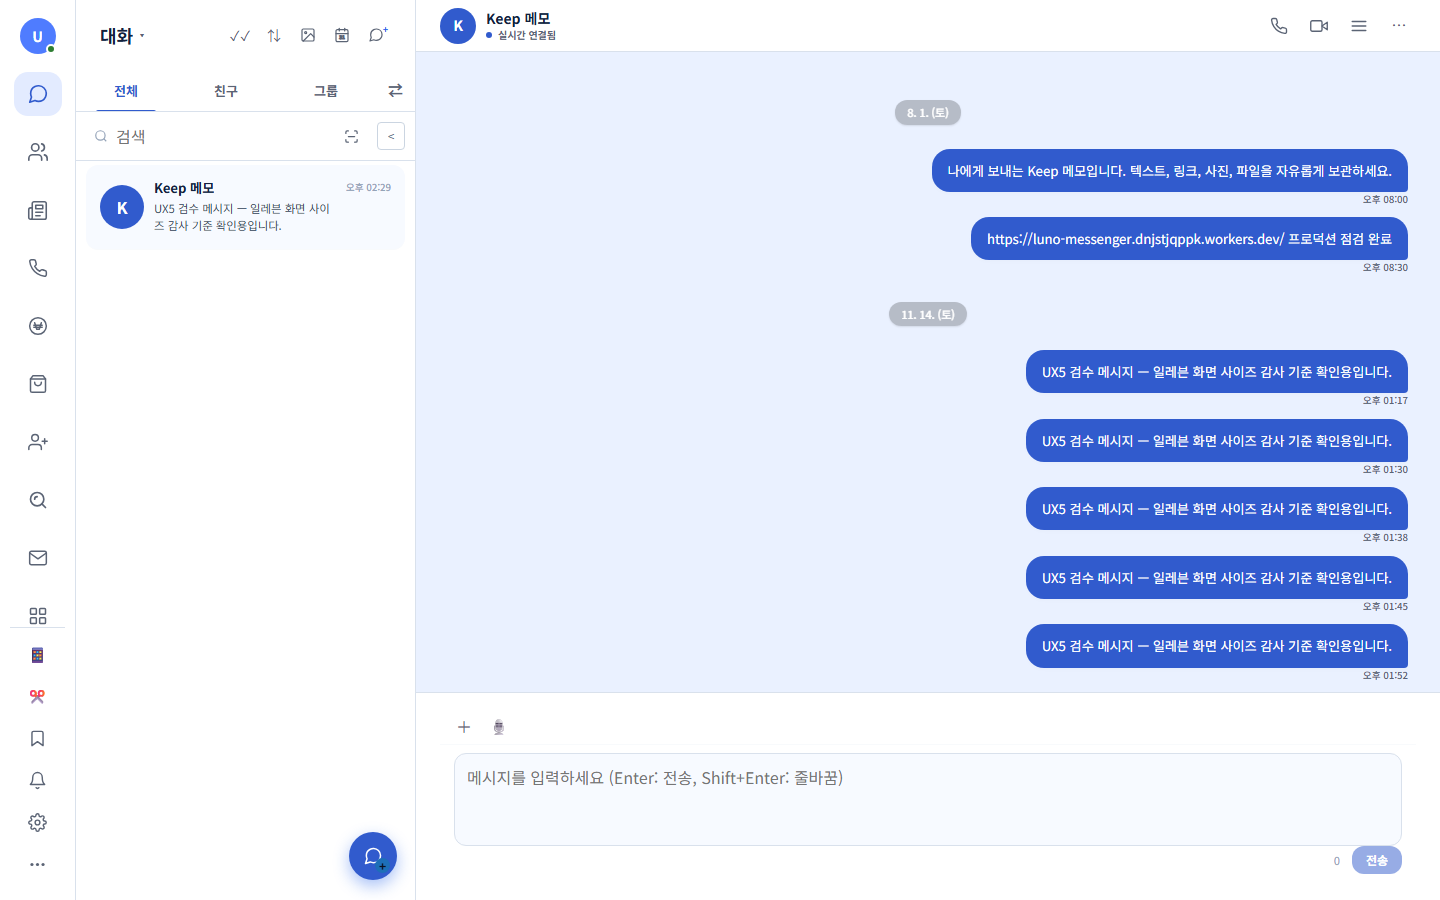 U
대화
전체
친구
그룹
검색
<
K
Keep 메모
오후 02:29
UX5 검수 메시지 — 일레븐 화면 사이
즈 감사 기준 확인용입니다.
K
Keep 메모
실시간 연결됨
8. 1. (토)
나에게 보내는 Keep 메모입니다. 텍스트, 링크, 사진, 파일을 자유롭게 보관하세요.
오후 08:00
https://luno-messenger.dnjstjqppk.workers.dev/ 프로덕션 점검 완료
오후 08:30
11. 14. (토)
UX5 검수 메시지 — 일레븐 화면 사이즈 감사 기준 확인용입니다.
오후 01:17
UX5 검수 메시지 — 일레븐 화면 사이즈 감사 기준 확인용입니다.
오후 01:30
UX5 검수 메시지 — 일레븐 화면 사이즈 감사 기준 확인용입니다.
오후 01:38
UX5 검수 메시지 — 일레븐 화면 사이즈 감사 기준 확인용입니다.
오후 01:45
UX5 검수 메시지 — 일레븐 화면 사이즈 감사 기준 확인용입니다.
오후 01:52
메시지를 입력하세요 (Enter: 전송, Shift+Enter: 줄바꿈)
0
전송